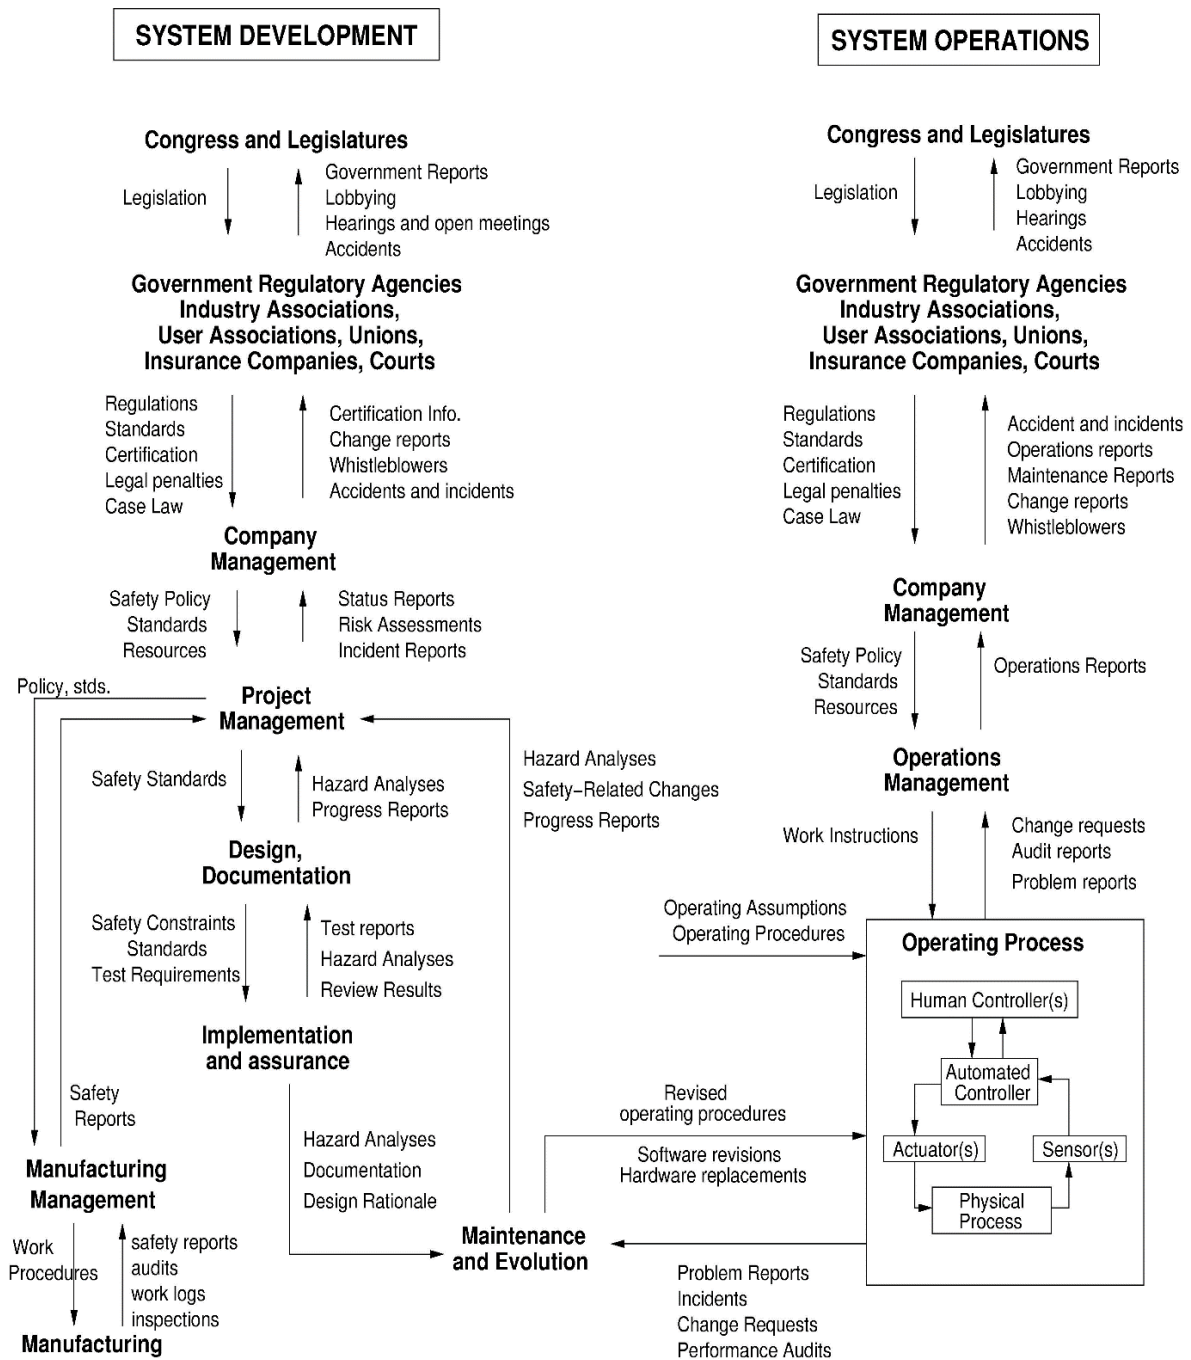 SYSTEM DEVELOPMENT
Congress and Legislatures
Legislation
Government Reports
Lobbying
Hearings and open meetings
Accidents
Government Regulatory Agencies
Industry Associations,
User Associations, Unions,
Insurance Companies, Courts
Regulations
Standards
Certification
Legal penalties
Case Law
Certification Info.
Change reports
Whistleblowers
Accidents and incidents
Company
Management
Safety Policy
Standards
Resources
Status Reports
Risk Assessments
Incident Reports
Policy, stds.
Project
Management
Safety Standards
Hazard Analyses
Progress Reports
Hazard Analyses
Safety-Related Changes
Progress Reports
Design,
Documentation
Safety Constraints
Standards
Test Requirements
Test reports
Hazard Analyses
Review Results
Implementation
and assurance
Safety
Reports
Hazard Analyses
Documentation
Design Rationale
Manufacturing
Management
Work
Procedures
safety reports
audits
work logs
inspections
Manufacturing
Maintenance
and Evolution
SYSTEM OPERATIONS
Congress and Legislatures
Legislation
Government Reports
Lobbying
Hearings
Accidents
Government Regulatory Agencies
Industry Associations,
User Associations, Unions,
Insurance Companies, Courts
Regulations
Standards
Certification
Legal penalties
Case Law
Accident and incidents
Operations reports
Maintenance Reports
Change reports
Whistleblowers
Company
Management
Safety Policy
Standards
Resources
Operations Reports
Operations
Management
Work Instructions
Change requests
Audit reports
Problem reports
Operating Assumptions
Operating Procedures
Operating Process
Human Controller(s)
Automated
Controller
Actuator(s)
Sensor(s)
Physical
Process
Revised
operating procedures
Software revisions
Hardware replacements
Problem Reports
Incidents
Change Requests
Performance Audits